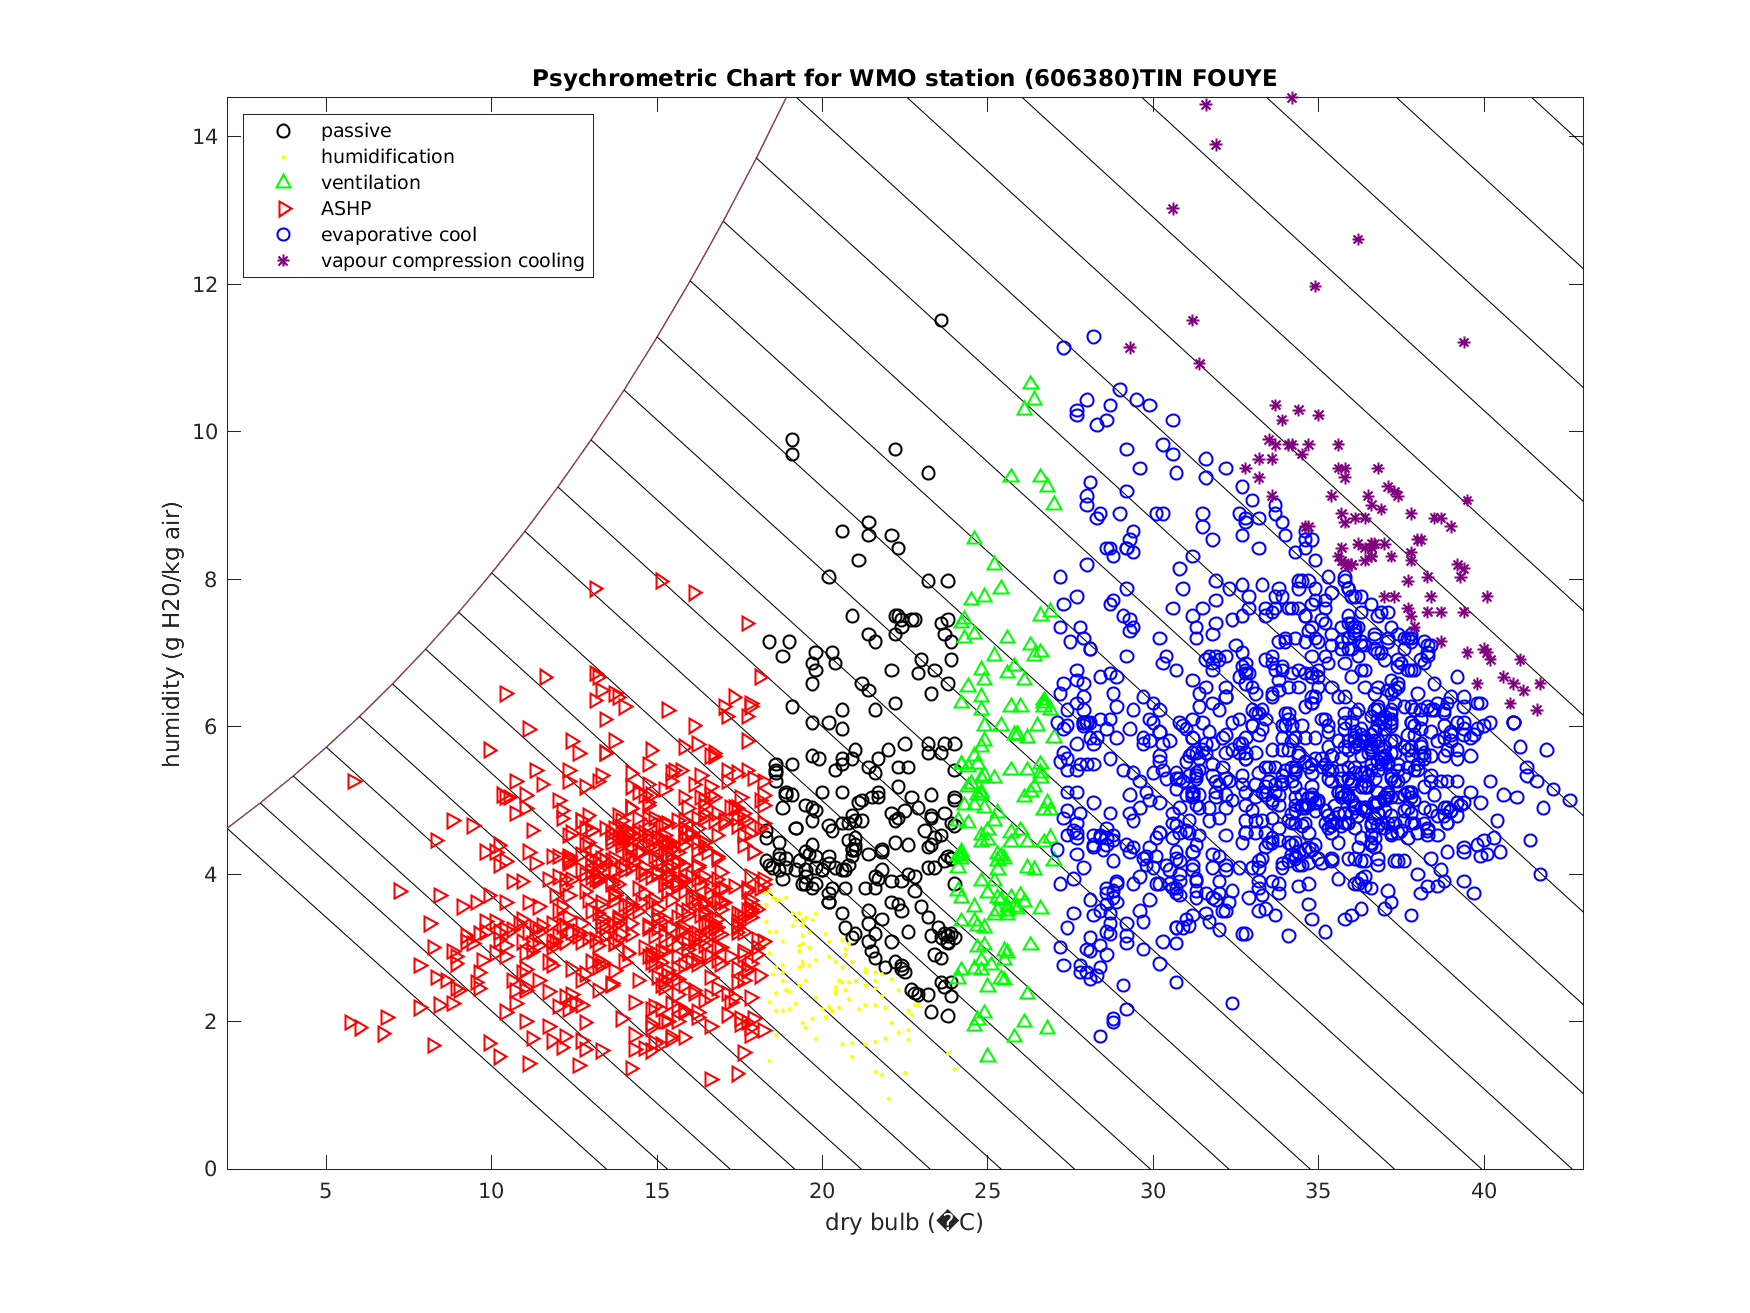 Psychrometric Chart for WMO station (606380)TIN FOUYE
passive
humidification
ventilation
ASHP
evaporative cool
vapour compression cooling
humidity (g H20/kg air)
14
12
10
8
6
4
2
0
5 10 15 20 25 30 35 40
dry bulb (�C)